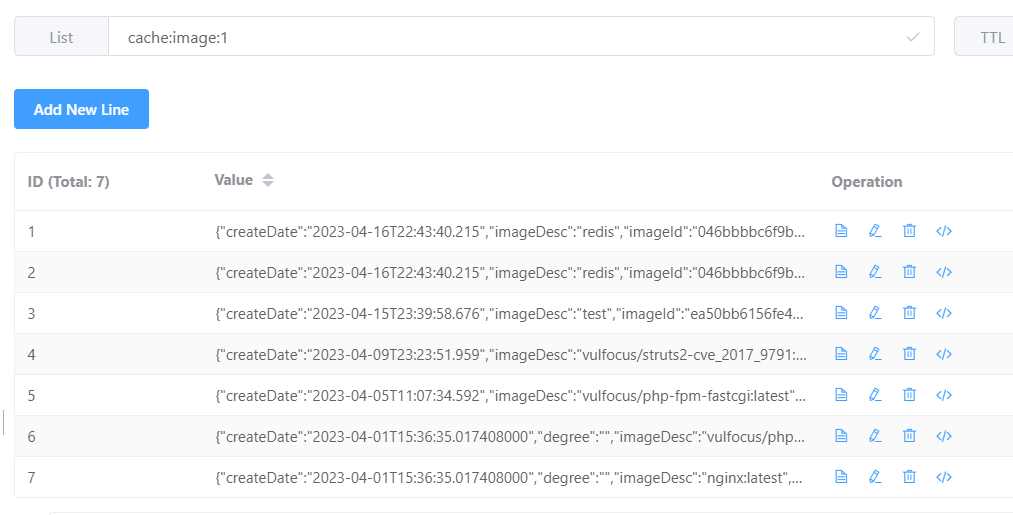 List cache:image:1 TTL
Add New Line
ID (Total: 7) Value Operation
1 {"createDate":"2023-04-16T22:43:40.215","imageDesc":"redis","imageId":"046bbbbc6f9b...
2 {"createDate":"2023-04-16T22:43:40.215","imageDesc":"redis","imageId":"046bbbbc6f9b...
3 {"createDate":"2023-04-15T23:39:58.676","imageDesc":"test","imageId":"ea50bb6156fe4...
4 {"createDate":"2023-04-09T23:23:51.959","imageDesc":"vulfocus/struts2-cve_2017_9791:...
5 {"createDate":"2023-04-05T11:07:34.592","imageDesc":"vulfocus/php-fpm-fastcgi:latest"...
6 {"createDate":"2023-04-01T15:36:35.017408000","degree":"","imageDesc":"vulfocus/php...
7 {"createDate":"2023-04-01T15:36:35.017408000","degree":"","imageDesc":"nginx:latest",...